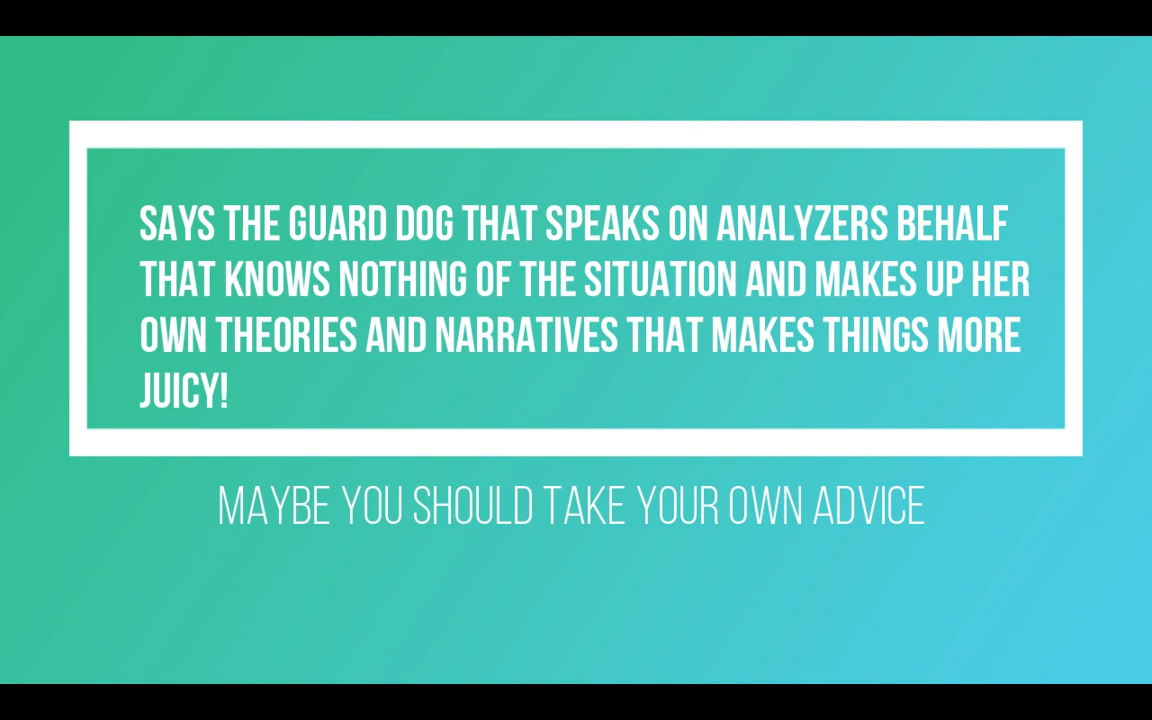 SAYS THE GUARD DOG THAT SPEAKS ON ANALYZERS BEHALF
THAT KNOWS NOTHING OF THE SITUATION AND MAKES UP HER
OWN THEORIES AND NARRATIVES THAT MAKES THINGS MORE
JUICY!
MAYBE YOU SHOULD TAKE YOUR OWN ADVICE